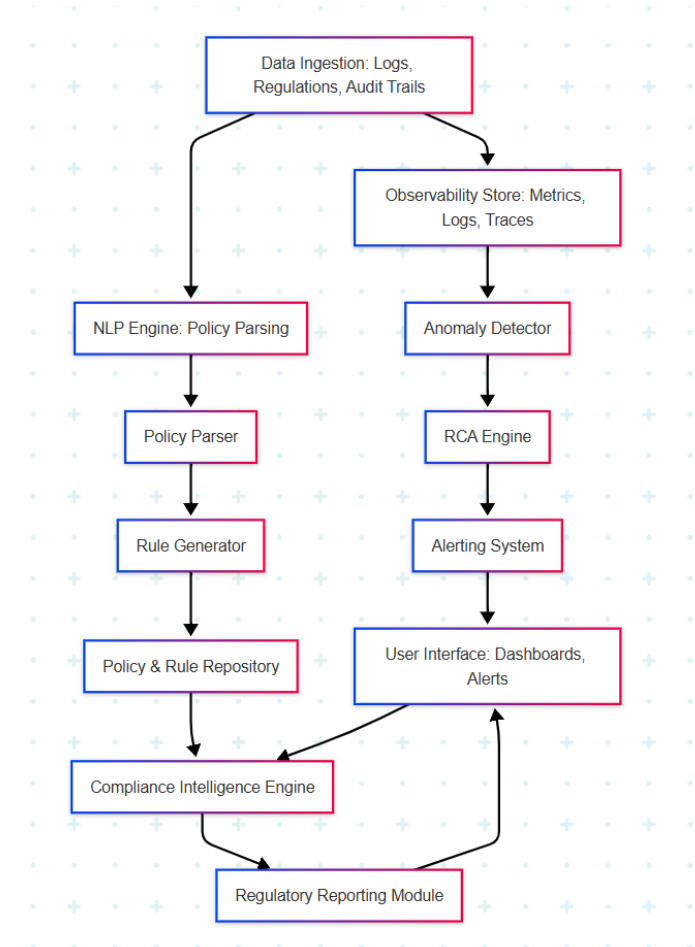 Data Ingestion: Logs,
Regulations, Audit Trails
Observability Store: Metrics,
Logs, Traces
NLP Engine: Policy Parsing
Anomaly Detector
Policy Parser
RCA Engine
Rule Generator
Alerting System
Policy & Rule Repository
User Interface: Dashboards,
Alerts
Compliance Intelligence Engine
Regulatory Reporting Module